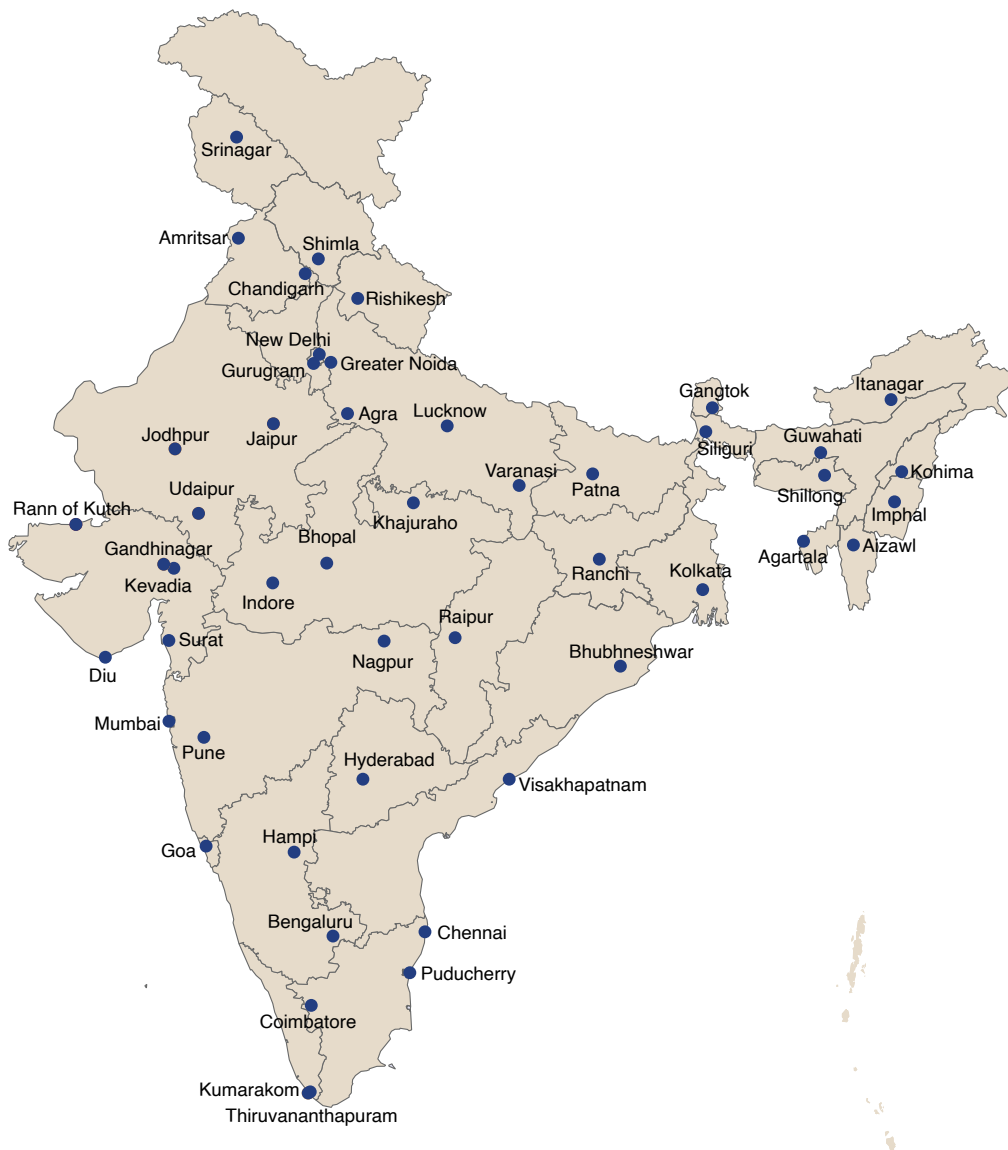 Srinagar
Amritsar
Shimla
Chandigarh
Rishikesh
New Delhi
Gurugram
Greater Noida
Agra
Lucknow
Gangtok
Itanagar
Jodhpur
Jaipur
Siliguri
Guwahati
Varanasi
Patna
Shillong
Kohima
Udaipur
Rann of Kutch
Khajuraho
Imphal
Gandhinagar
Bhopal
Agartala
Aizawl
Kevadia
Indore
Ranchi
Kolkata
Surat
Raipur
Nagpur
Bhubhneshwar
Diu
Mumbai
Pune
Hyderabad
Visakhapatnam
Goa
Hampi
Bengaluru
Chennai
Puducherry
Coimbatore
Kumarakom
Thiruvananthapuram